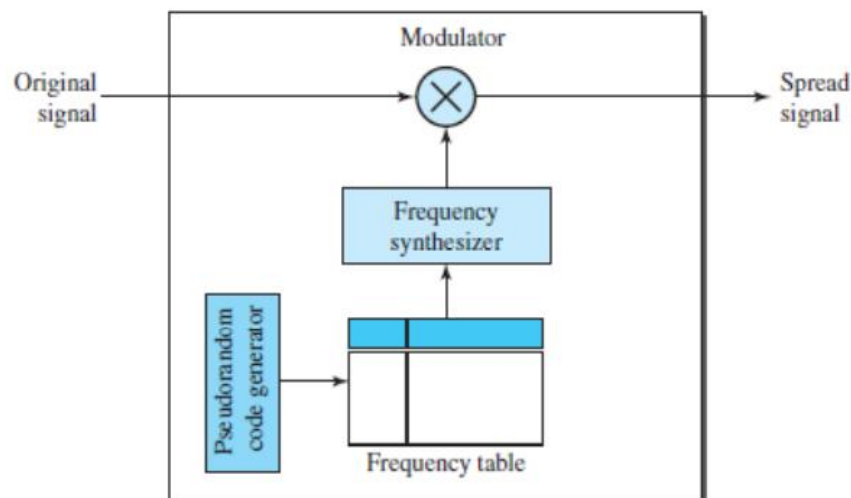 Modulator
Original
signal
Spread
signal
Frequency
synthesizer
Pseudorandom
code generator
Frequency table